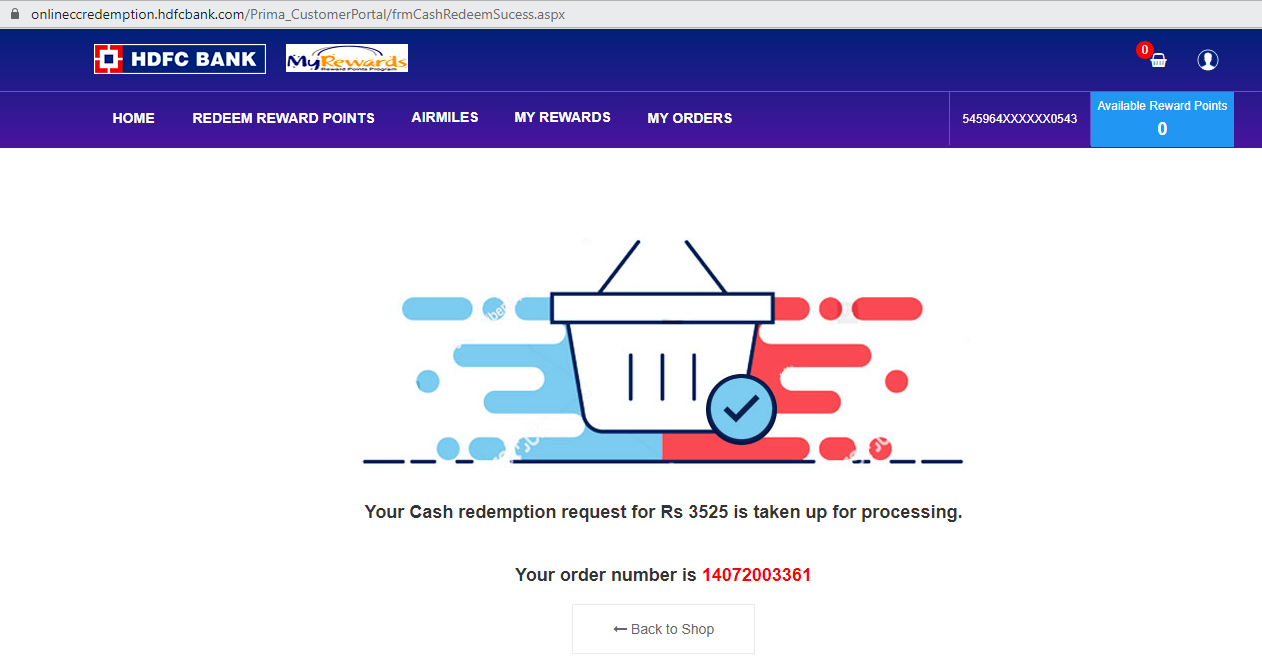 onlineccredemption.hdfcbank.com/Prima_CustomerPortal/frmCashRedeemSucess.aspx
HDFC BANK
MyRewards
Reward Points Program
0
HOME
REDEEM REWARD POINTS
AIRMILES
MY REWARDS
MY ORDERS
545964XXXXXX0543
Available Reward Points
0
Your Cash redemption request for Rs 3525 is taken up for processing.
Your order number is 14072003361
Back to Shop